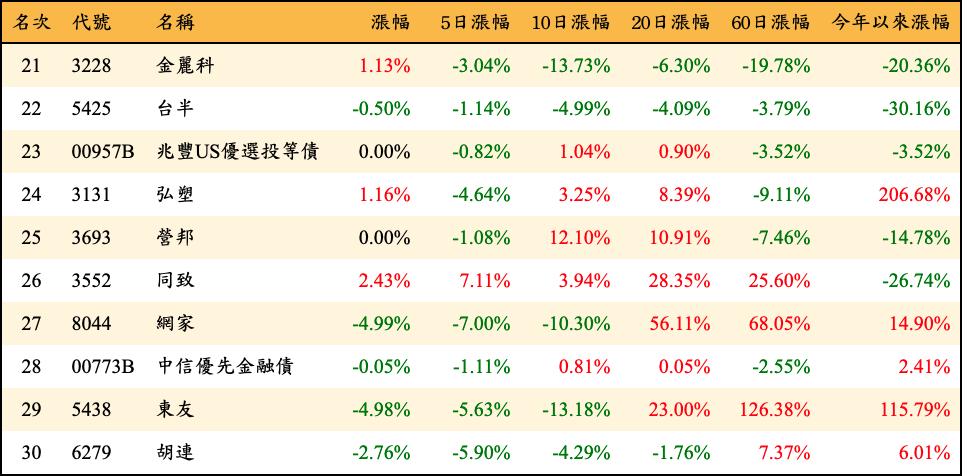 名次 代號 名稱 漲幅 5日漲幅 10日漲幅 20日漲幅 60日漲幅 今年以來漲幅
21 3228 金麗科 1.13% -3.04% -13.73% -6.30% -19.78% -20.36%
22 5425 台半 -0.50% -1.14% -4.99% -4.09% -3.79% -30.16%
23 00957B 兆豐US優選投等債 0.00% -0.82% 1.04% 0.90% -3.52% -3.52%
24 3131 弘塑 1.16% -4.64% 3.25% 8.39% -9.11% 206.68%
25 3693 營邦 0.00% -1.08% 12.10% 10.91% -7.46% -14.78%
26 3552 同致 2.43% 7.11% 3.94% 28.35% 25.60% -26.74%
27 8044 網家 -4.99% -7.00% -10.30% 56.11% 68.05% 14.90%
28 00773B 中信優先金融債 -0.05% -1.11% 0.81% 0.05% -2.55% 2.41%
29 5438 東友 -4.98% -5.63% -13.18% 23.00% 126.38% 115.79%
30 6279 胡連 -2.76% -5.90% -4.29% -1.76% 7.37% 6.01%